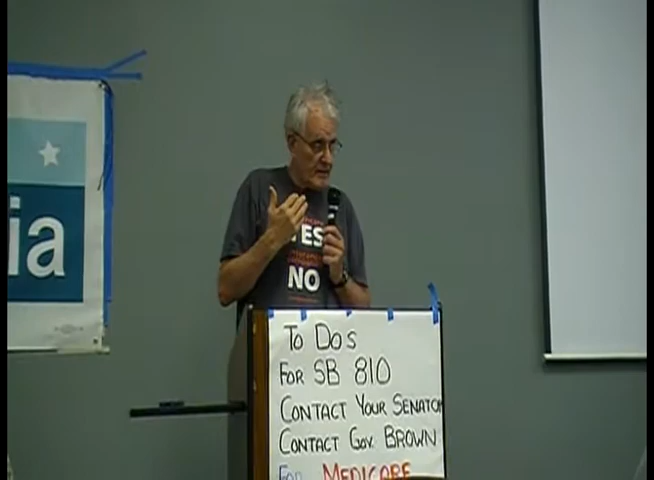 ia
YES
NO
To Dos
FOR SB 810
CONTACT YOUR SENATOR
CONTACT GOV. BROWN
FOR MEDICARE